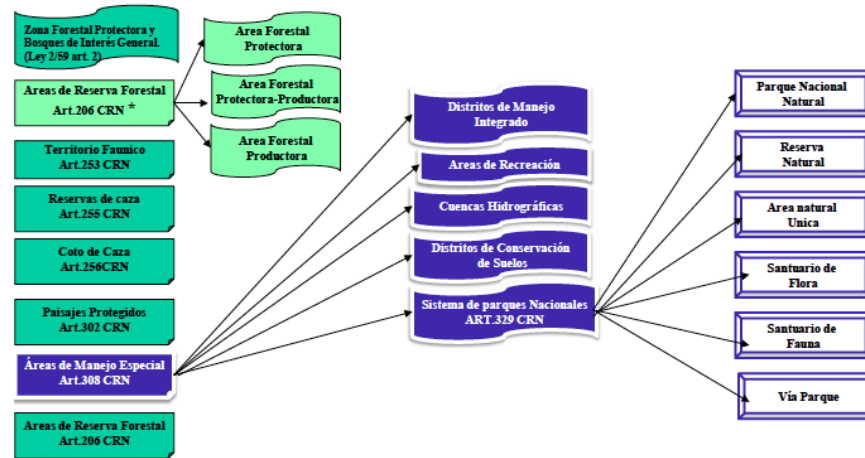 Zona Forestal Protectora y
Bosques de Interés General.
(Ley 2/59 art. 2)
Areas de Reserva Forestal
Art.206 CRN *
Territorio Faunico
Art.253 CRN
Reservas de caza
Art.255 CRN
Coto de Caza
Art.256CRN
Paisajes Protegidos
Art.302 CRN
Áreas de Manejo Especial
Art.308 CRN
Areas de Reserva Forestal
Art.206 CRN
Area Forestal
Protectora
Area Forestal
Protectora-Productora
Area Forestal
Productora
Distritos de Manejo
Integrado
Areas de Recreación
Cuencas Hidrográficas
Distritos de Conservación
de Suelos
Sistema de parques Nacionales
ART.329 CRN
Parque Nacional
Natural
Reserva
Natural
Area natural
Unica
Santuario de
Flora
Santuario de
Fauna
Vía Parque